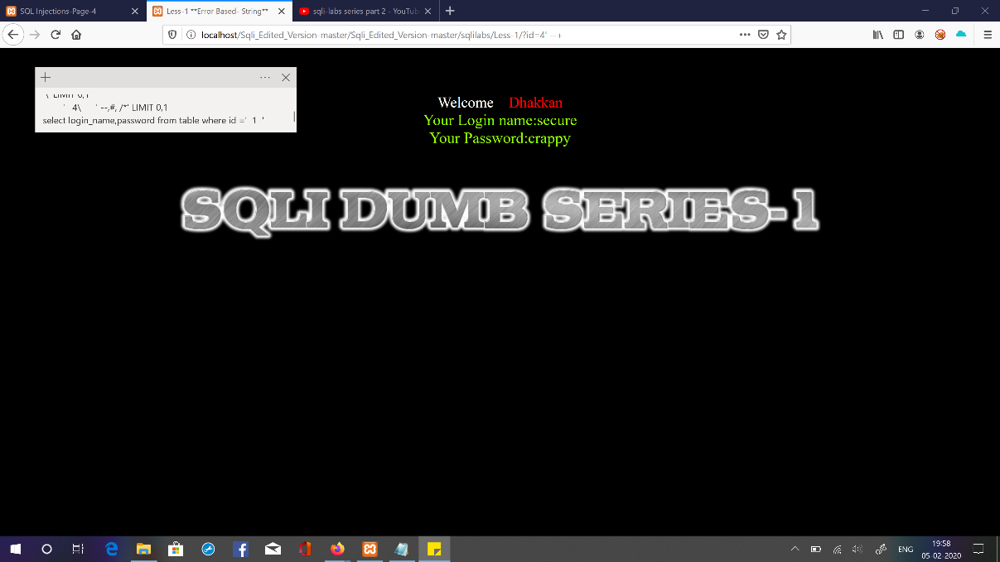 SQL Injections-Page-4
Less-1 **Error Based- String**
sqli-labs series part 2 - YouTub
localhost/Sqli_Edited_Version-master/Sqli_Edited_Version-master/sqlilabs/Less-1/?id=4' --+
\' LIMIT 0,1
' 4\ ' --,#, /*' LIMIT 0,1
select login_name,password from table where id =' 1 '
Welcome Dhakkan
Your Login name:secure
Your Password:crappy
SQLI DUMB SERIES-1
ENG
19:58
05-02-2020